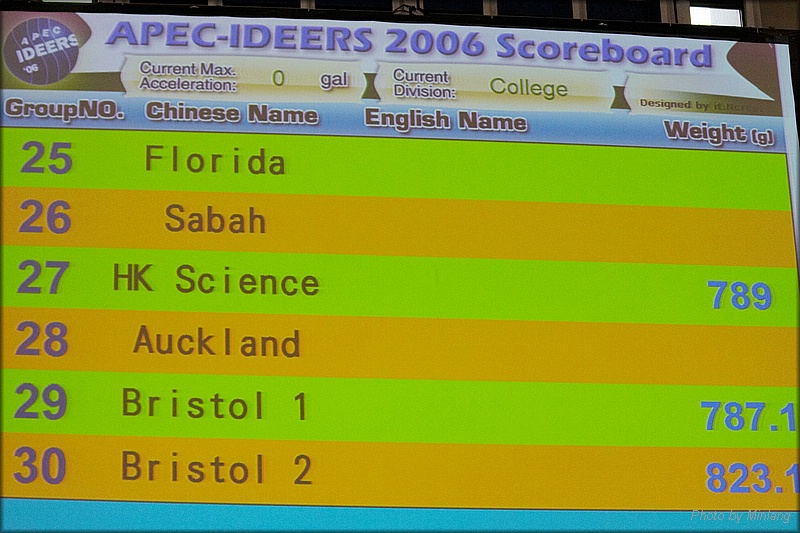 APEC-IDEERS 2006 Scoreboard
APEC
IDEERS
'06
Current Max. Acceleration: 0 gal
Current Division: College
Designed by
GroupNO. Chinese Name English Name Weight (g)
25 Florida
26 Sabah
27 HK Science 789
28 Auckland
29 Bristol 1 787.1
30 Bristol 2 823.1
Photo by Mintang